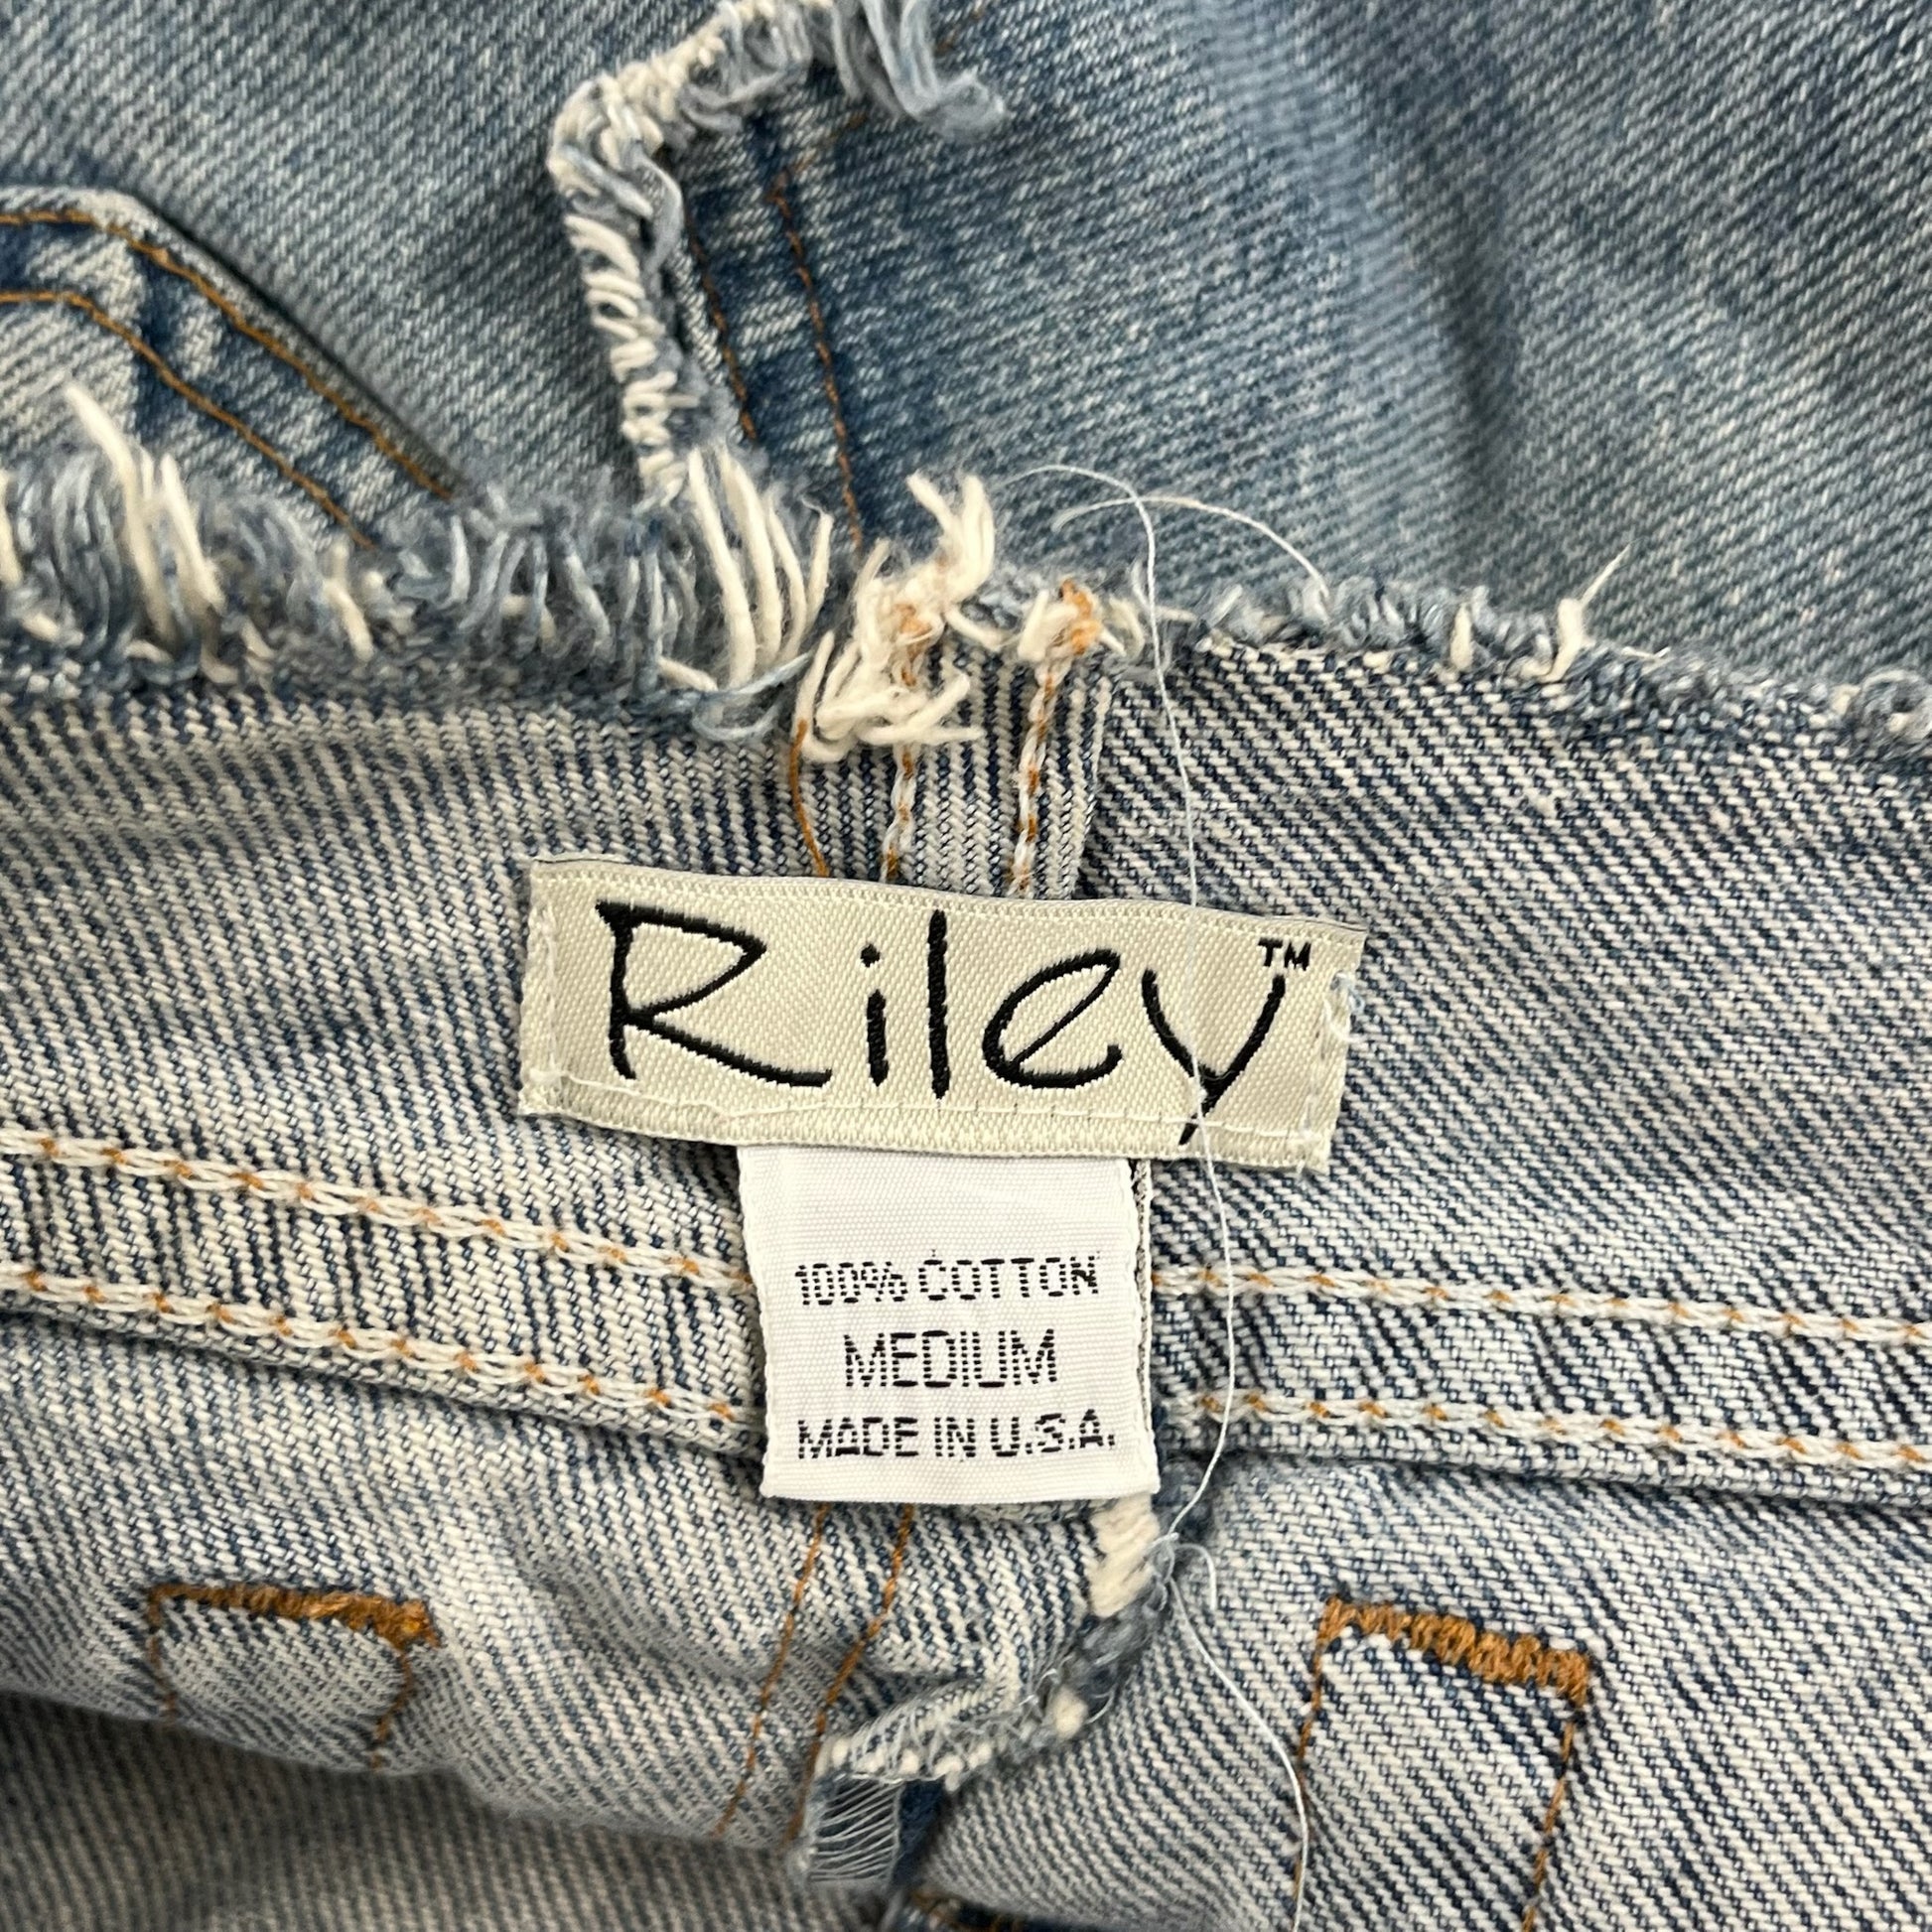 Riley™
100% COTTON
MEDIUM
MADE IN U.S.A.